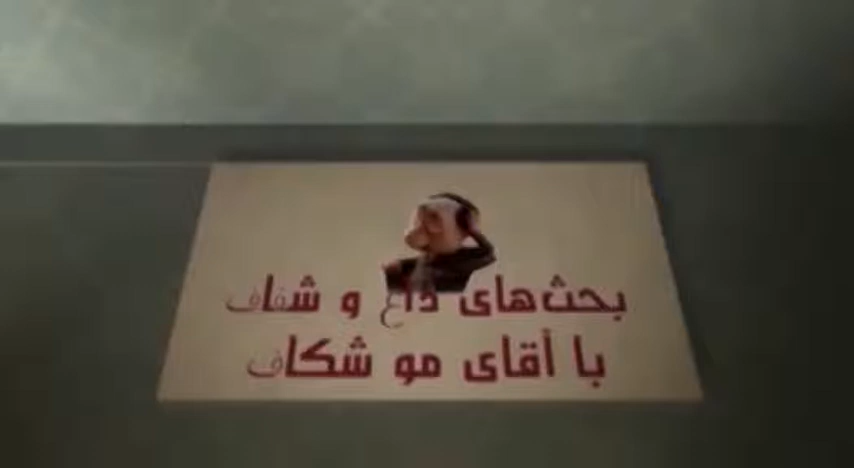 بحث‌های داغ و شفاف
با آقای مو شکاف